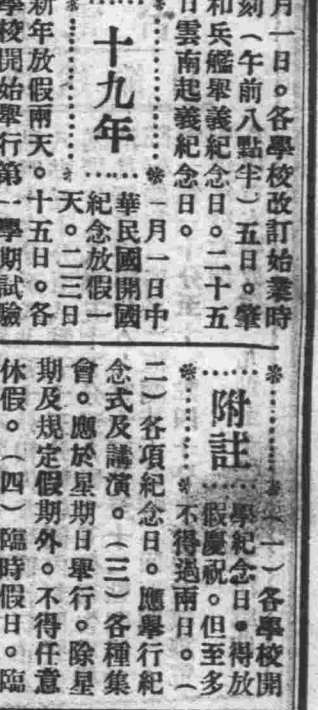 月一日。各學校改訂始業時
刻（午前八點半）五日。肇
和兵艦舉義紀念日。二十五
日雲南起義紀念日。
十九年
一月一日中
華民國開國
紀念放假一
天。二三日
新年放假兩天。十五日。各
學校開始舉行第一學期試驗
附註
（一）各學校開
學紀念日。得放
假慶祝。但至多
不得過兩日。（
二）各項紀念日。應舉行紀
念式及講演。（三）各種集
會。應於星期日舉行。除星
期及規定假期外。不得任意
休假。（四）臨時假日。臨